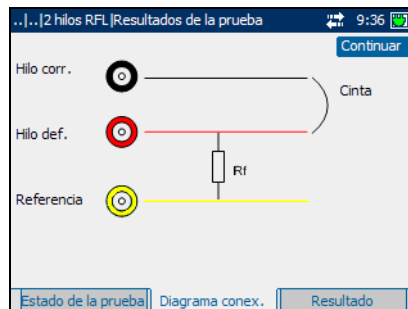 ..|..|2 hilos RFL|Resultados de la prueba 9:36
Continuar
Hilo corr.
Cinta
Hilo def.
Rf
Referencia
Estado de la prueba Diagrama conex. Resultado